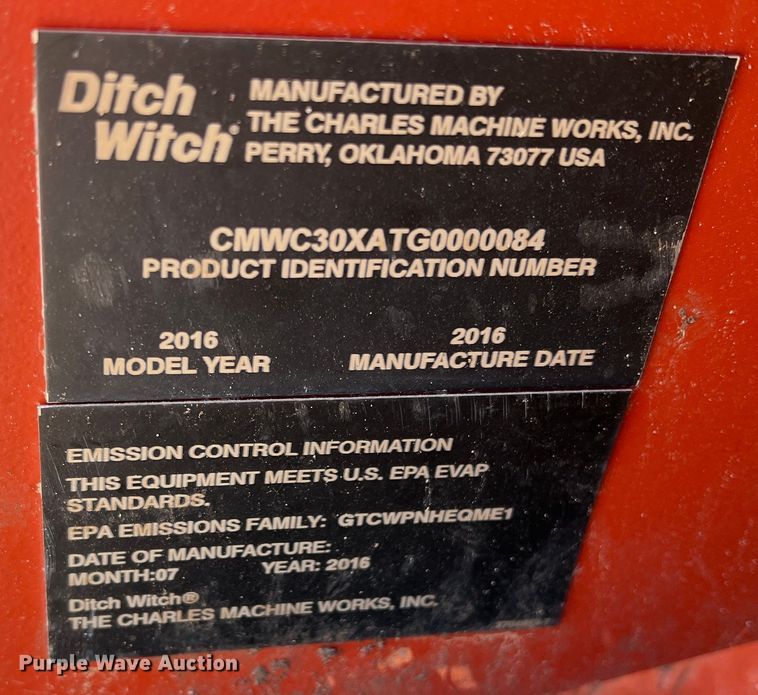 Ditch
Witch®
MANUFACTURED BY
THE CHARLES MACHINE WORKS, INC.
PERRY, OKLAHOMA 73077 USA
CMWC30XATG0000084
PRODUCT IDENTIFICATION NUMBER
2016
MODEL YEAR
2016
MANUFACTURE DATE
EMISSION CONTROL INFORMATION
THIS EQUIPMENT MEETS U.S. EPA EVAP
STANDARDS.
EPA EMISSIONS FAMILY: GTCWPNHEQME1
DATE OF MANUFACTURE:
MONTH:07 YEAR: 2016
Ditch Witch®
THE CHARLES MACHINE WORKS, INC.
Purple Wave Auction